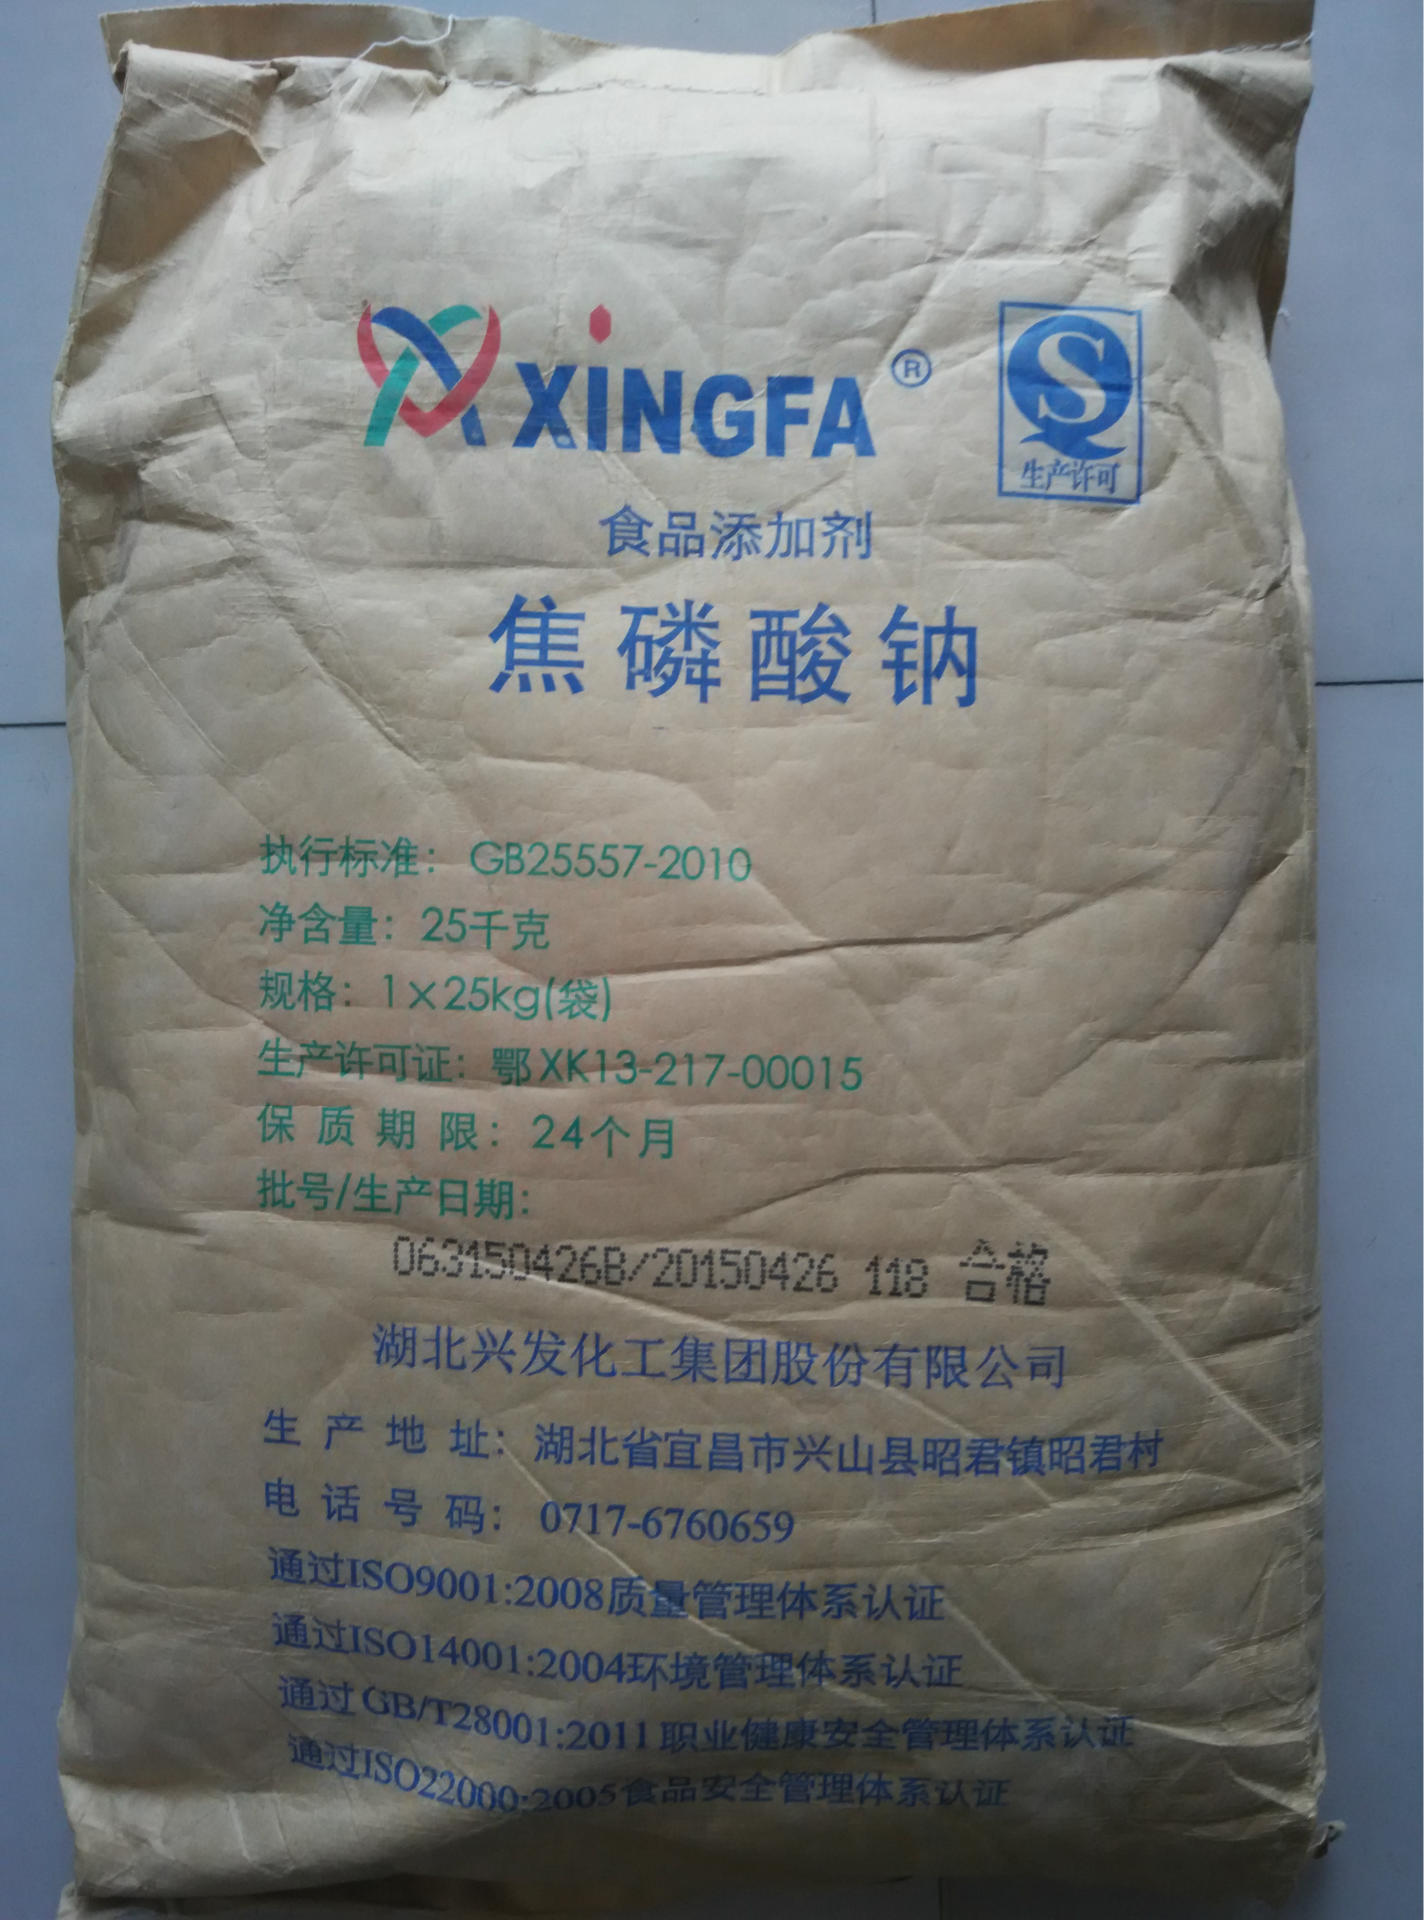 XINGFA®
QS
生产许可
食品添加剂
焦磷酸钠
执行标准：GB25557-2010
净含量：25千克
规格：1×25kg(袋)
生产许可证：鄂XK13-217-00015
保质期限：24个月
批号/生产日期：
063150426B/20150426 118 合格
湖北兴发化工集团股份有限公司
生产地址：湖北省宜昌市兴山县昭君镇昭君村
电话号码：0717-6760659
通过ISO9001:2008质量管理体系认证
通过ISO14001:2004环境管理体系认证
通过GB/T28001:2011职业健康安全管理体系认证
通过ISO22000:2005食品安全管理体系认证